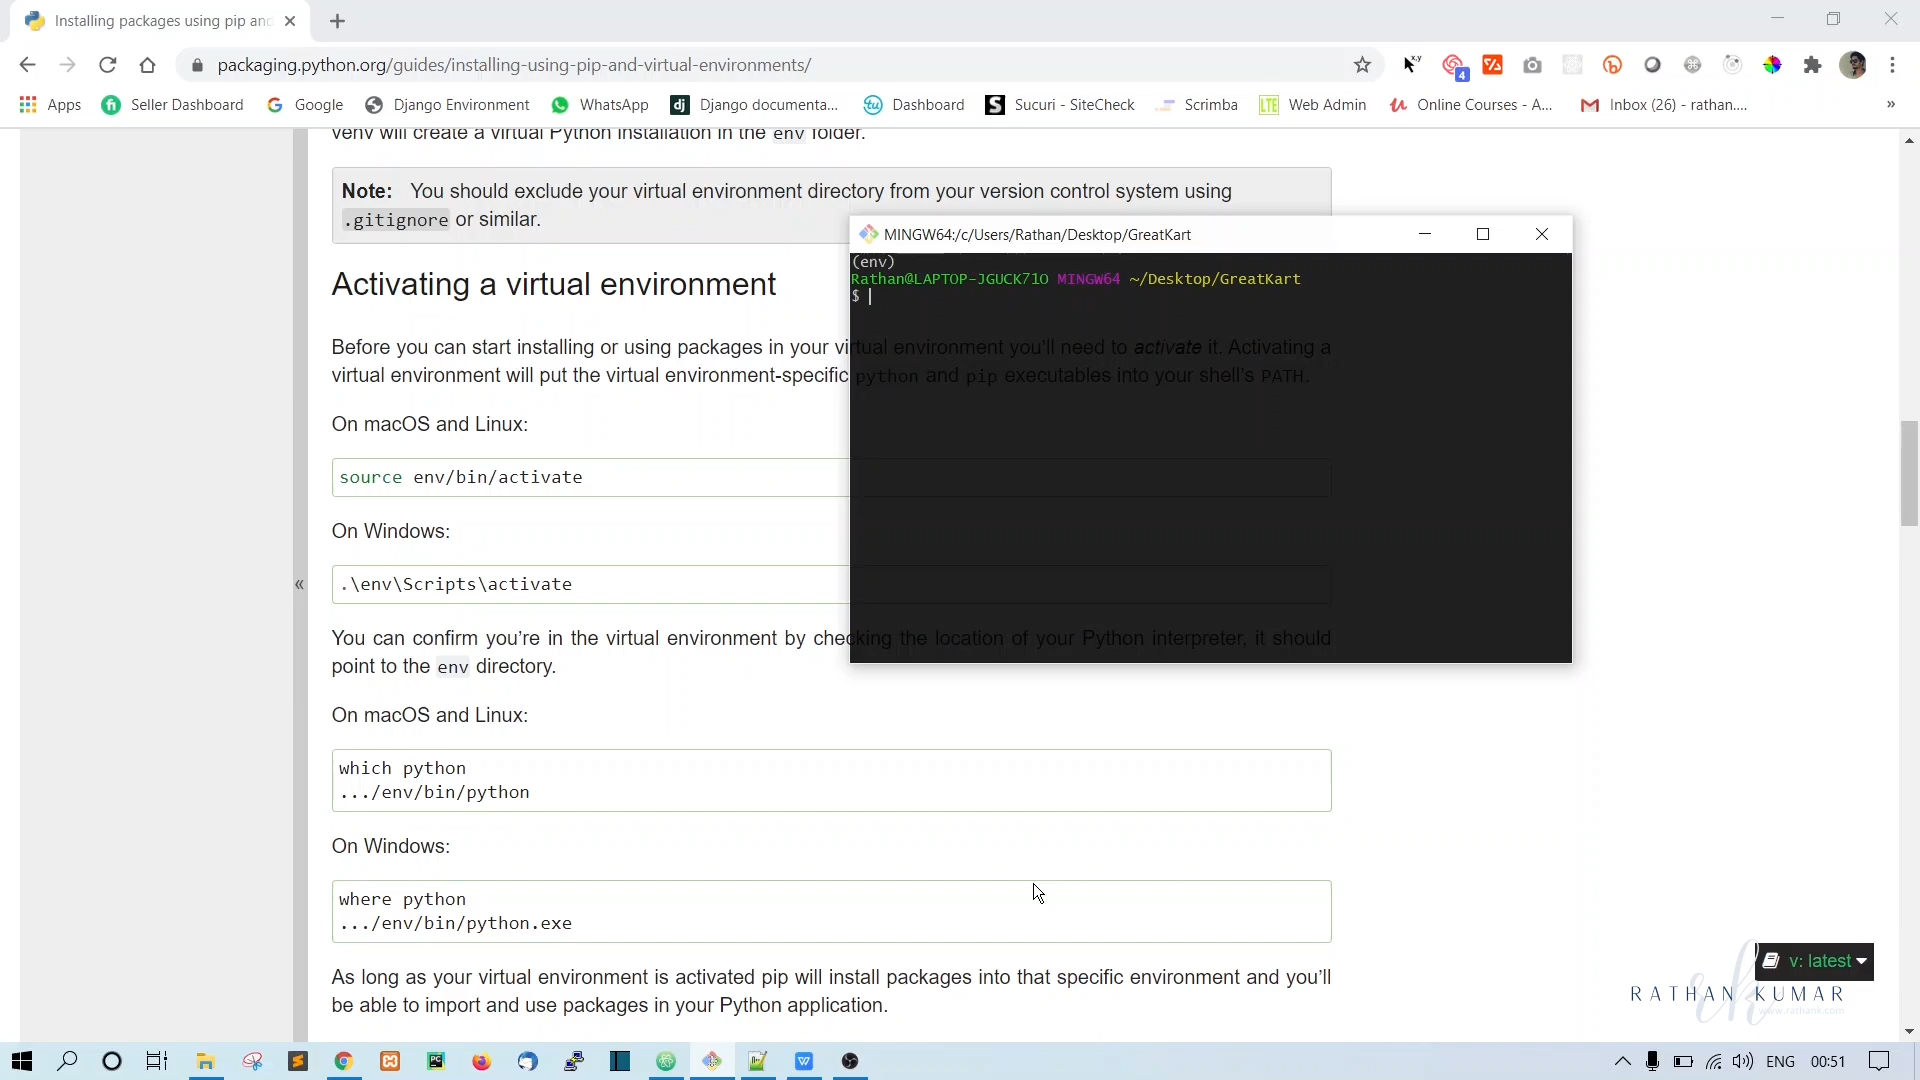 Installing packages using pip and
packaging.python.org/guides/installing-using-pip-and-virtual-environments/
4
Apps
Seller Dashboard
Google
Django Environment
WhatsApp
dj Django documenta...
Dashboard
S Sucuri - SiteCheck
Scrimba
LTE Web Admin
Online Courses - A...
Inbox (26) - rathan....
»
venv will create a virtual Python installation in the env folder.
Note: You should exclude your virtual environment directory from your version control system using
.gitignore or similar.
MINGW64:/c/Users/Rathan/Desktop/GreatKart
(env)
Rathan@LAPTOP-JGUCK71O MINGW64 ~/Desktop/GreatKart
$
Activating a virtual environment
Before you can start installing or using packages in your virtual environment you'll need to activate it. Activating a
virtual environment will put the virtual environment-specific python and pip executables into your shell's PATH.
On macOS and Linux:
source env/bin/activate
On Windows:
«
.\env\Scripts\activate
You can confirm you're in the virtual environment by checking the location of your Python interpreter, it should
point to the env directory.
On macOS and Linux:
which python
.../env/bin/python
On Windows:
where python
.../env/bin/python.exe
As long as your virtual environment is activated pip will install packages into that specific environment and you'll
be able to import and use packages in your Python application.
v: latest
RATHAN KUMAR
www.rathank.com
ENG
00:51